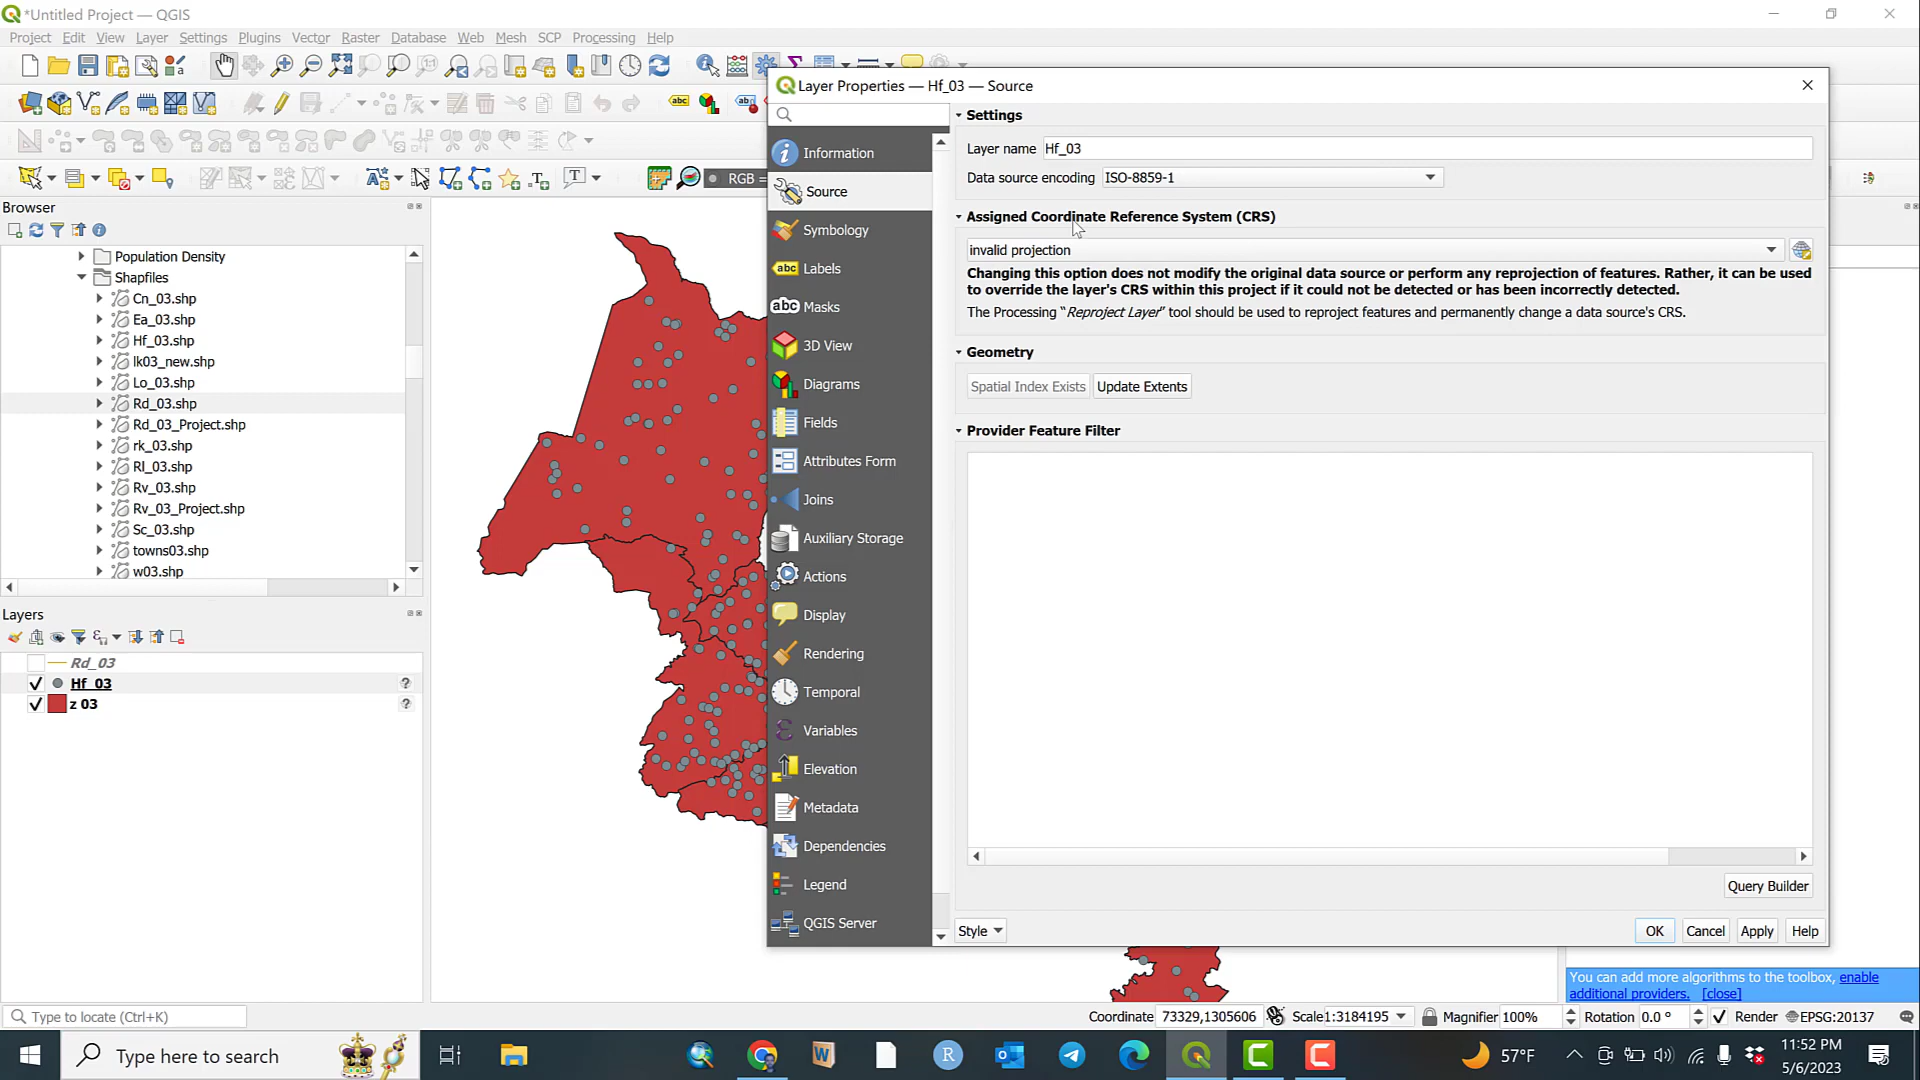 *Untitled Project — QGIS
Project Edit View Layer Settings Plugins Vector Raster Database Web Mesh SCP Processing Help
RGB =
Browser
Population Density
Shapfiles
Cn_03.shp
Ea_03.shp
Hf_03.shp
lk03_new.shp
Lo_03.shp
Rd_03.shp
Rd_03_Project.shp
rk_03.shp
Rl_03.shp
Rv_03.shp
Rv_03_Project.shp
Sc_03.shp
towns03.shp
w03.shp
Layers
Rd_03
Hf_03
z 03
Layer Properties — Hf_03 — Source
Information
Source
Symbology
Labels
Masks
3D View
Diagrams
Fields
Attributes Form
Joins
Auxiliary Storage
Actions
Display
Rendering
Temporal
Variables
Elevation
Metadata
Dependencies
Legend
QGIS Server
Settings
Layer name Hf_03
Data source encoding ISO-8859-1
Assigned Coordinate Reference System (CRS)
invalid projection
Changing this option does not modify the original data source or perform any reprojection of features. Rather, it can be used
to override the layer's CRS within this project if it could not be detected or has been incorrectly detected.
The Processing "Reproject Layer" tool should be used to reproject features and permanently change a data source's CRS.
Geometry
Spatial Index Exists Update Extents
Provider Feature Filter
Query Builder
Style OK Cancel Apply Help
You can add more algorithms to the toolbox, enable
additional providers. [close]
Type to locate (Ctrl+K) Coordinate 73329,1305606 Scale 1:3184195 Magnifier 100% Rotation 0.0 ° Render EPSG:20137
Type here to search 57°F 11:52 PM
5/6/2023